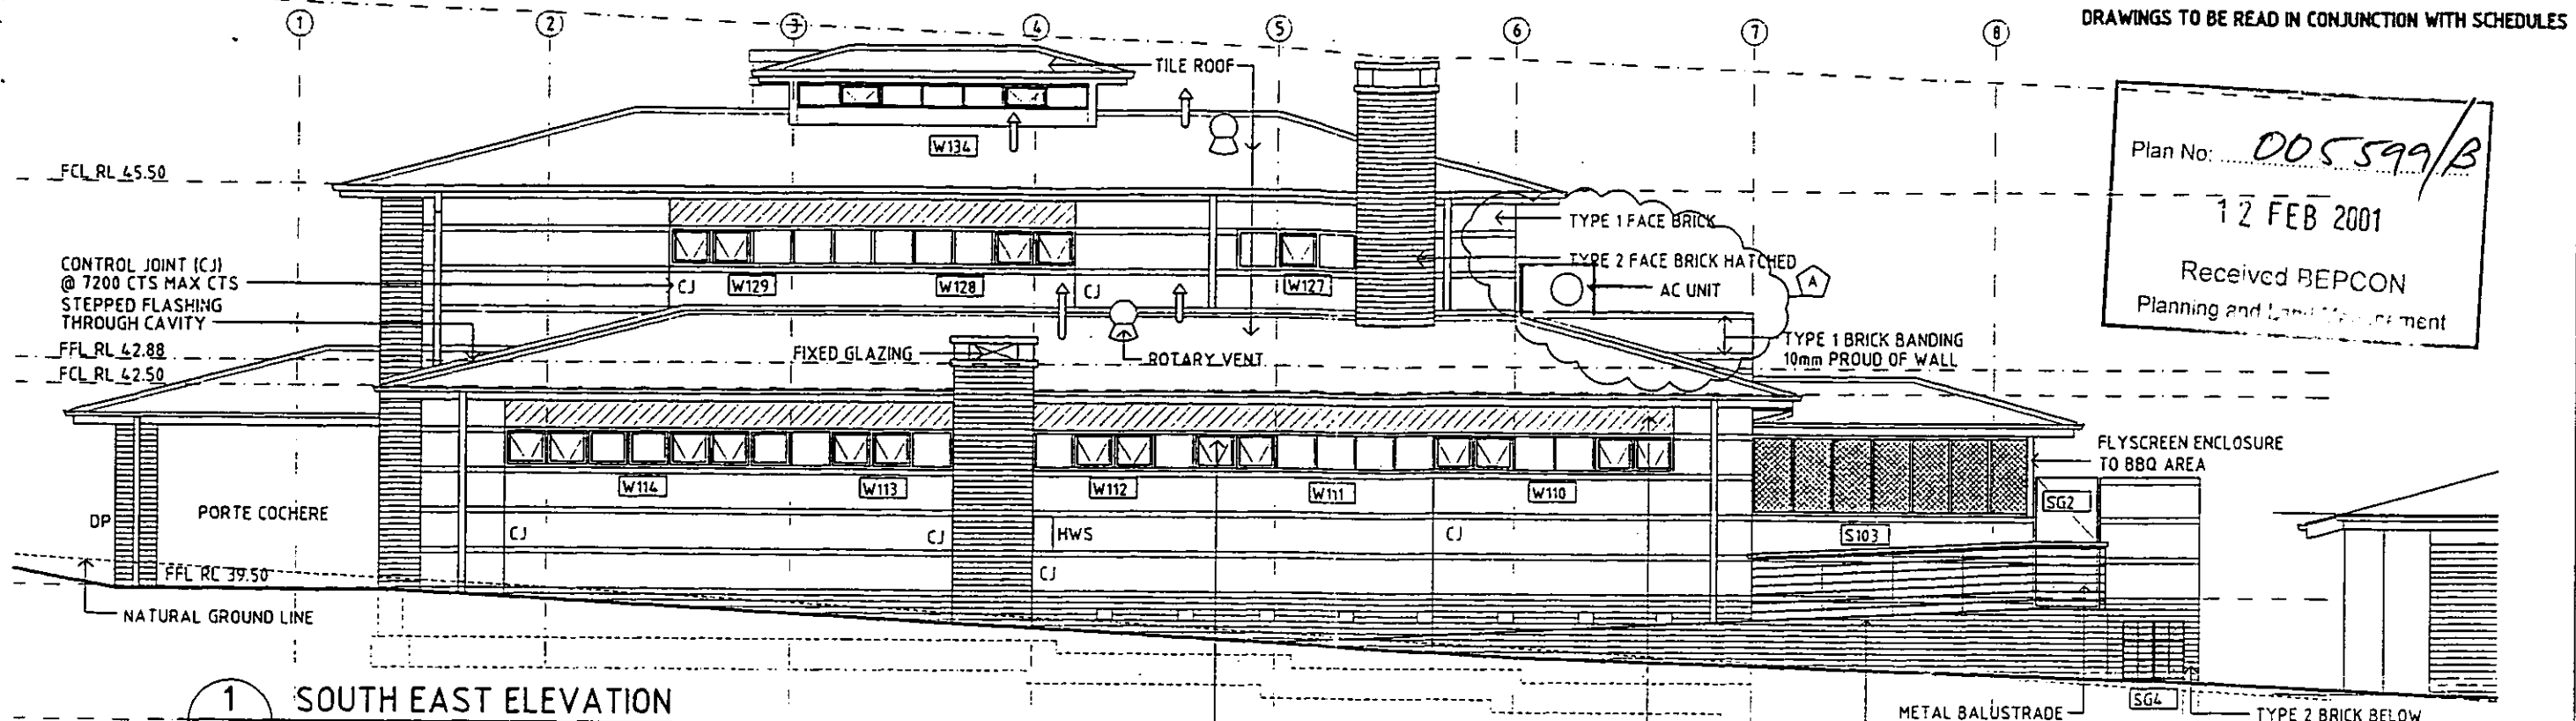 DRAWINGS TO BE READ IN CONJUNCTION WITH SCHEDULES
1 2 3 4 5 6 7 8
Plan No: 005599/B
12 FEB 2001
Received BEPCON
Planning and Land
TILE ROOF
W134
FCL RL 45.50
TYPE 1 FACE BRICK
TYPE 2 FACE BRICK HATCHED
AC UNIT
A
CONTROL JOINT (CJ)
@ 7200 CTS MAX CTS
STEPPED FLASHING
THROUGH CAVITY
CJ
W129
W128
CJ
W127
FFL RL 42.88
FCL RL 42.50
FIXED GLAZING
ROTARY VENT
TYPE 1 BRICK BANDING
10mm PROUD OF WALL
FLYSCREEN ENCLOSURE
TO BBQ AREA
W114
W113
W112
W111
W110
SG2
DP
PORTE COCHERE
CJ
CJ
HWS
CJ
CJ
S103
FFL RL 39.50
NATURAL GROUND LINE
1 SOUTH EAST ELEVATION
SG4
METAL BALUSTRADE
TYPE 2 BRICK BELOW